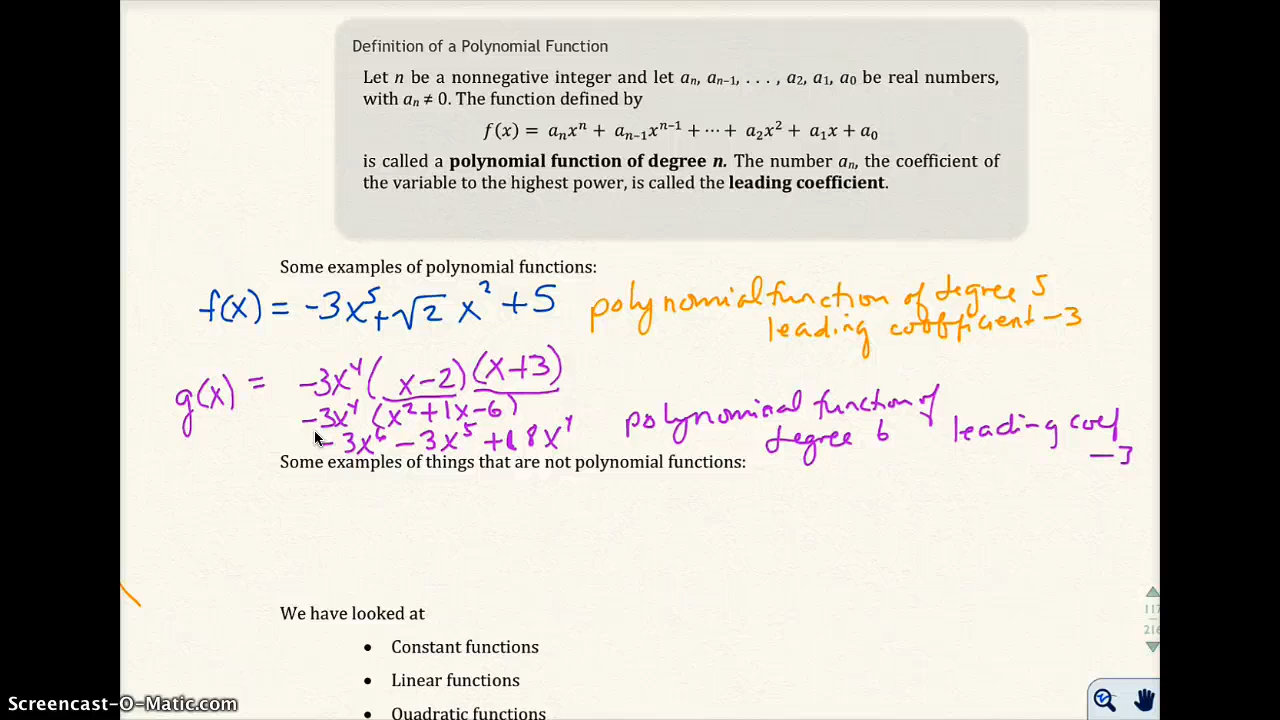 Definition of a Polynomial Function
Let n be a nonnegative integer and let aₙ, aₙ₋₁, . . . , a₂, a₁, a₀ be real numbers,
with aₙ ≠ 0. The function defined by
f(x) = aₙxⁿ + aₙ₋₁xⁿ⁻¹ + ⋯ + a₂x² + a₁x + a₀
is called a polynomial function of degree n. The number aₙ, the coefficient of
the variable to the highest power, is called the leading coefficient.
Some examples of polynomial functions:
f(x) = -3x⁵ + √2 x² + 5 polynomial function of degree 5
leading coefficient -3
g(x) = -3x⁴(x-2)(x+3)
-3x⁴(x²+1x-6)
-3x⁶ - 3x⁵ + 18x⁴
polynominal function of
degree 6
leading coef
-3
Some examples of things that are not polynomial functions:
We have looked at
• Constant functions
• Linear functions
• Quadratic functions
117
216
Screencast-O-Matic.com